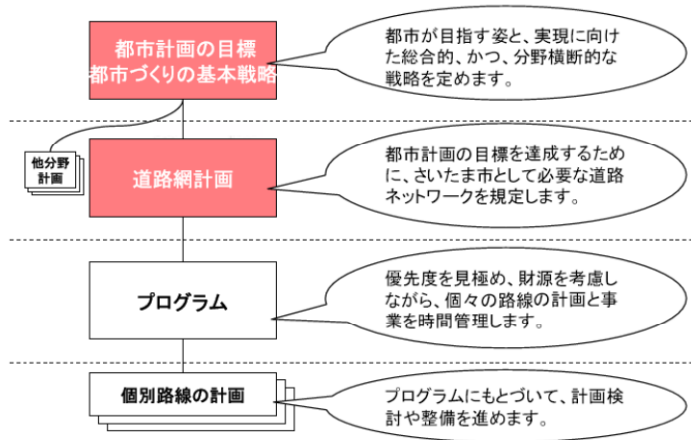 都市計画の目標
都市づくりの基本戦略
都市が目指す姿と、実現に向け
た総合的、かつ、分野横断的な
戦略を定めます。
他分野
計画
道路網計画
都市計画の目標を達成するため
に、さいたま市として必要な道路
ネットワークを規定します。
プログラム
優先度を見極め、財源を考慮し
ながら、個々の路線の計画と事
業を時間管理します。
個別路線の計画
プログラムにもとづいて、計画検
討や整備を進めます。